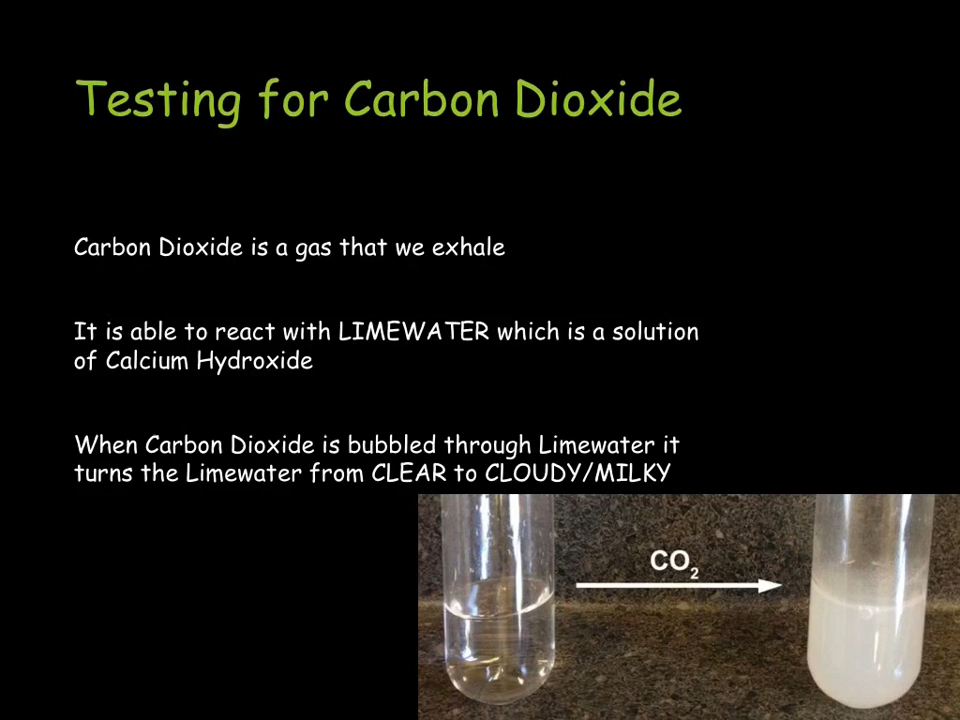 Testing for Carbon Dioxide
Carbon Dioxide is a gas that we exhale
It is able to react with LIMEWATER which is a solution
of Calcium Hydroxide
When Carbon Dioxide is bubbled through Limewater it
turns the Limewater from CLEAR to CLOUDY/MILKY
CO₂